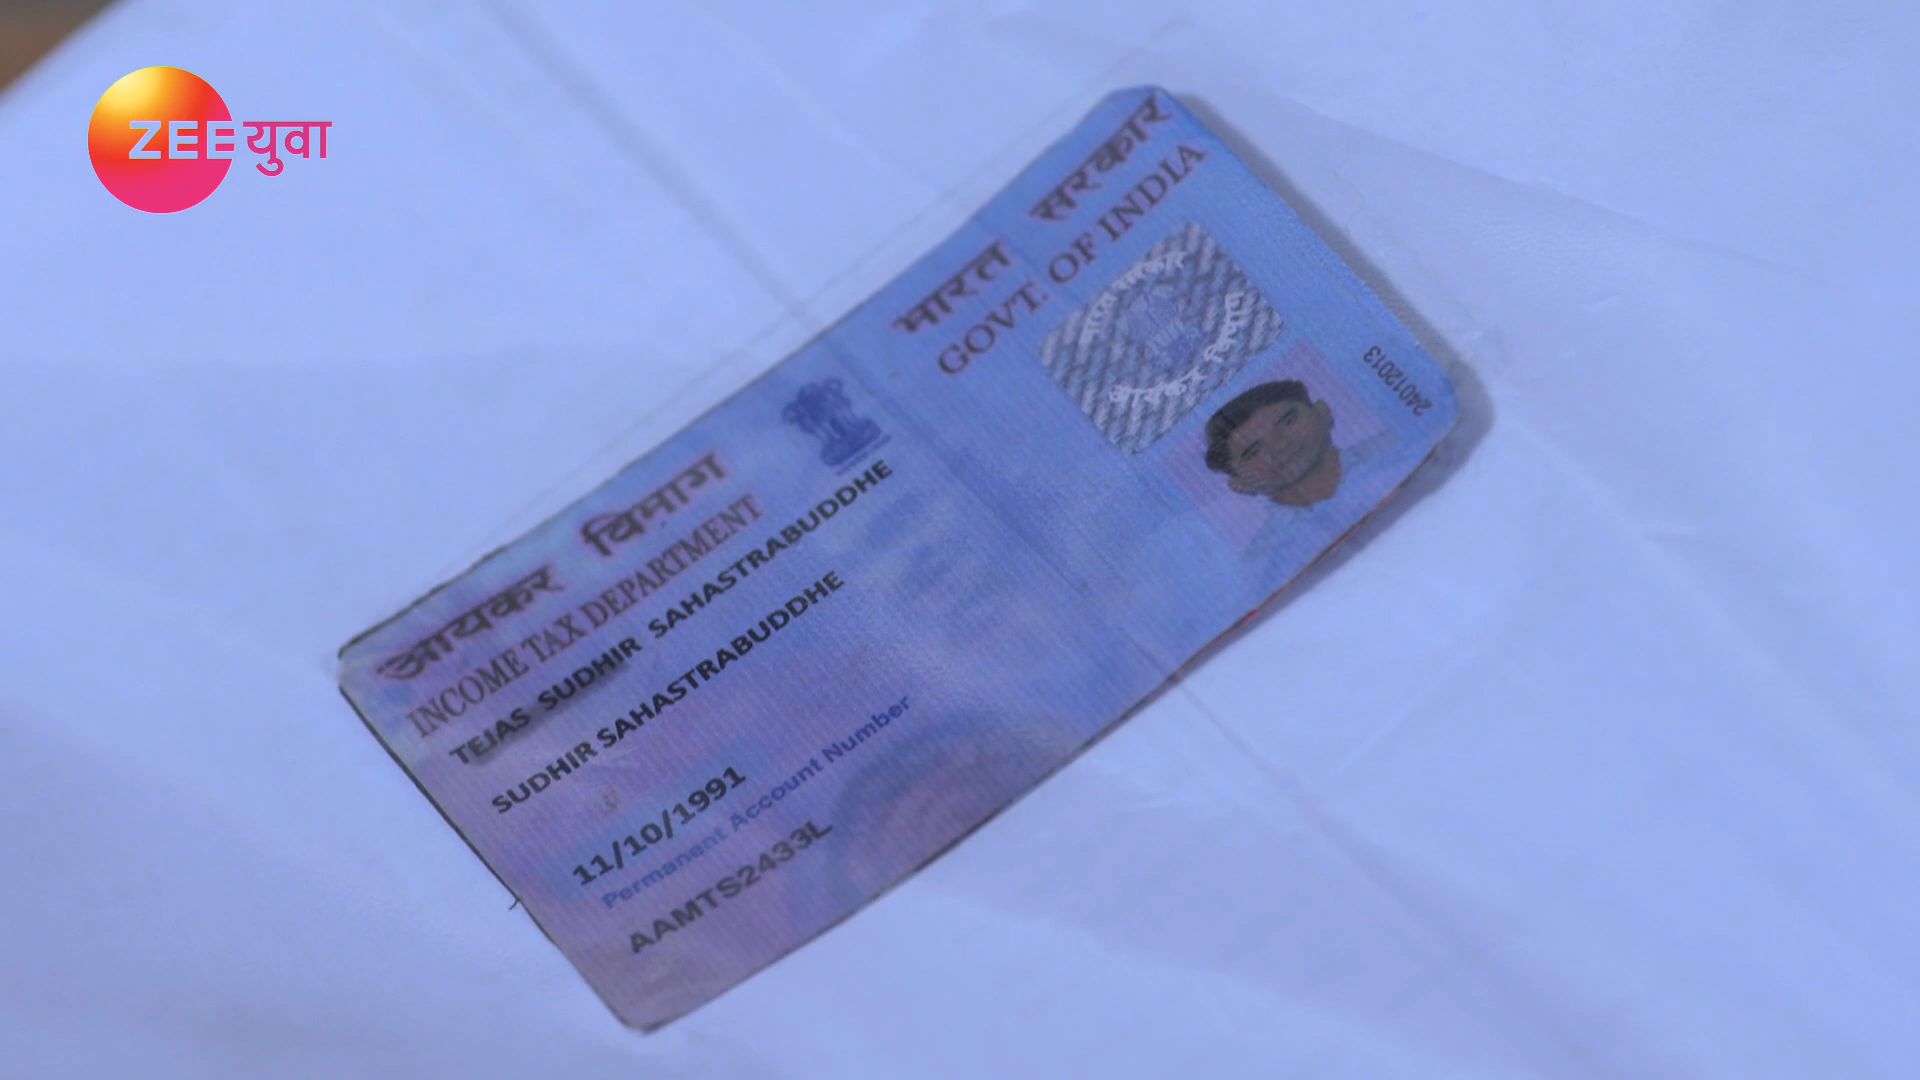 ZEE युवा
आयकर विभाग
INCOME TAX DEPARTMENT
भारत सरकार
GOVT. OF INDIA
TEJAS SUDHIR SAHASTRABUDDHE
SUDHIR SAHASTRABUDDHE
11/10/1991
Permanent Account Number
AAMTS2433L
24012013